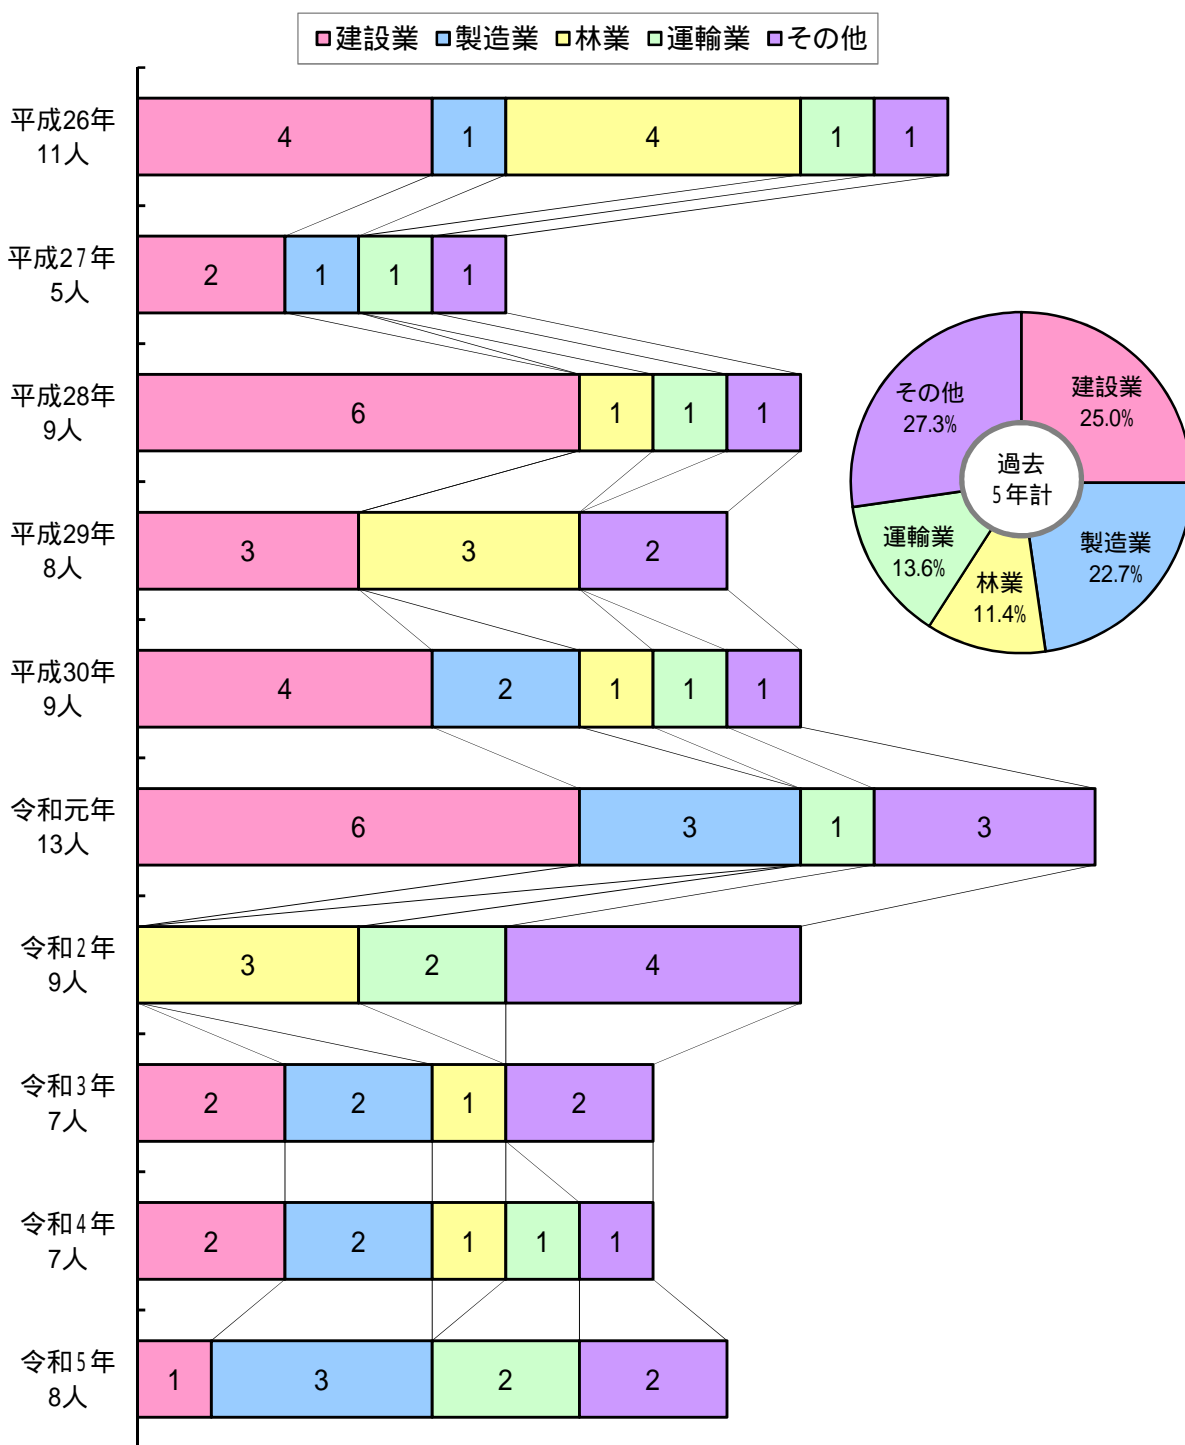 建設業 製造業 林業 運輸業 その他
平成26年
11人
4 1 4 1 1
平成27年
5人
2 1 1 1
平成28年
9人
6 1 1 1
平成29年
8人
3 3 2
平成30年
9人
4 2 1 1 1
令和元年
13人
6 3 1 3
令和2年
9人
3 2 4
令和3年
7人
2 2 1 2
令和4年
7人
2 2 1 1 1
令和5年
8人
1 3 2 2
過去
5年計
建設業
25.0%
製造業
22.7%
林業
11.4%
運輸業
13.6%
その他
27.3%